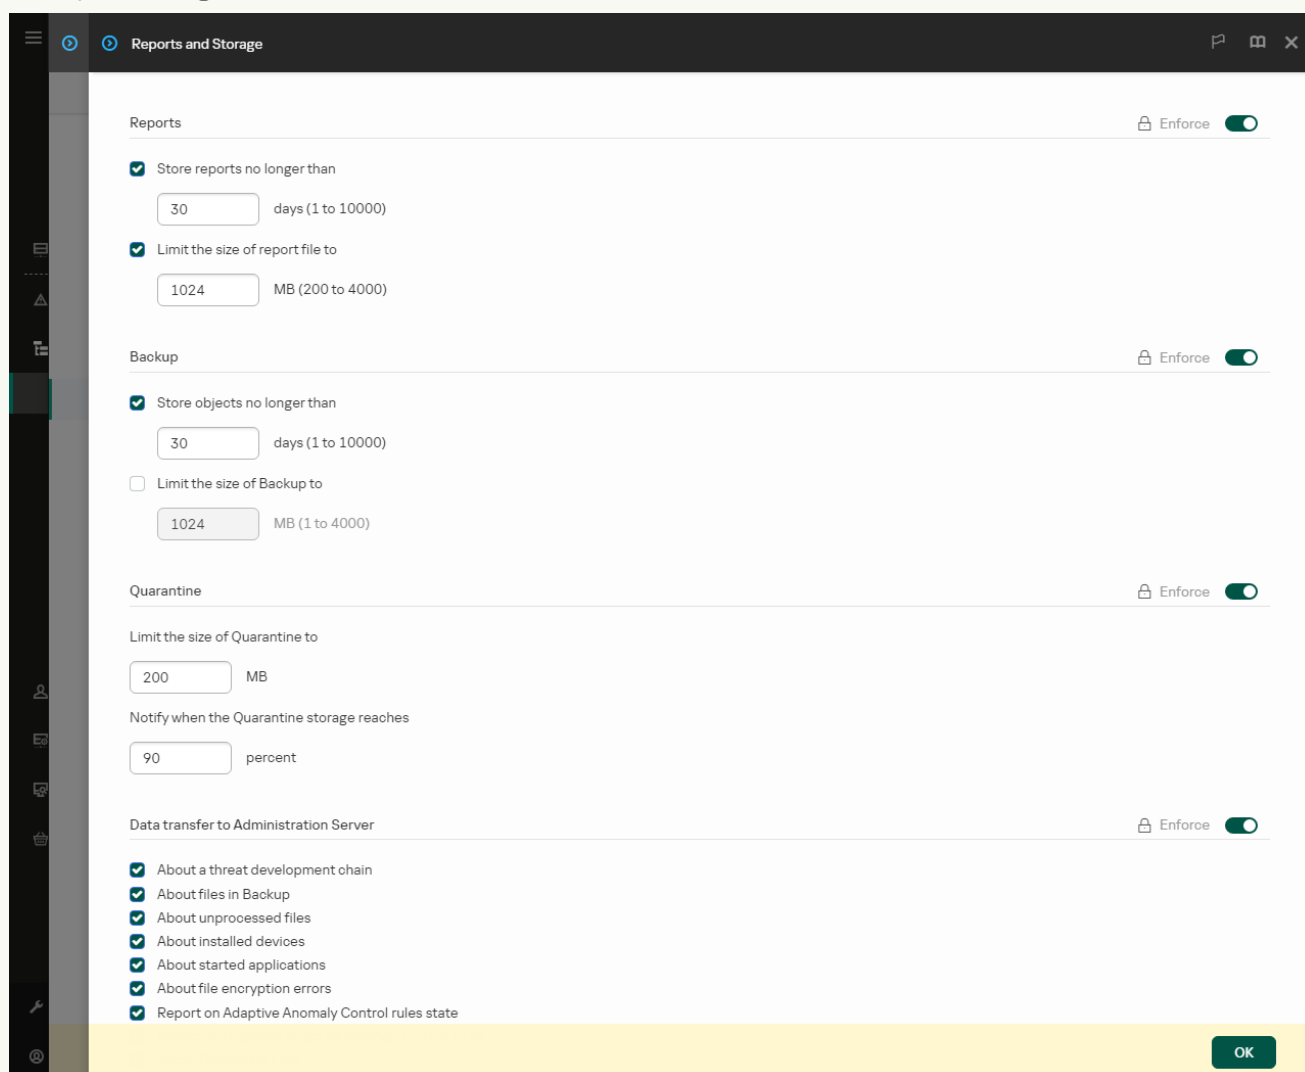 Reports and Storage
Reports
Enforce
Store reports no longer than
30 days (1 to 10000)
Limit the size of report file to
1024 MB (200 to 4000)
Backup
Enforce
Store objects no longer than
30 days (1 to 10000)
Limit the size of Backup to
1024 MB (1 to 4000)
Quarantine
Enforce
Limit the size of Quarantine to
200 MB
Notify when the Quarantine storage reaches
90 percent
Data transfer to Administration Server
Enforce
About a threat development chain
About files in Backup
About unprocessed files
About installed devices
About started applications
About file encryption errors
Report on Adaptive Anomaly Control rules state
OK